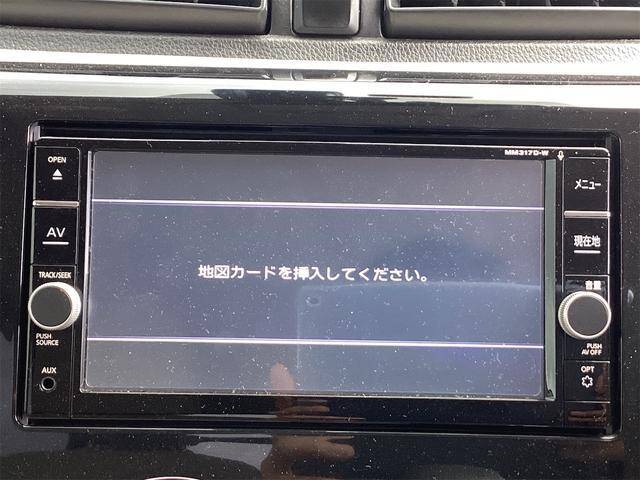 MM317D-W
OPEN
AV
TRACK/SEEK
PUSH
SOURCE
AUX
地図カードを挿入してください。
メニュー
現在地
音量
PUSH
AV OFF
OPT